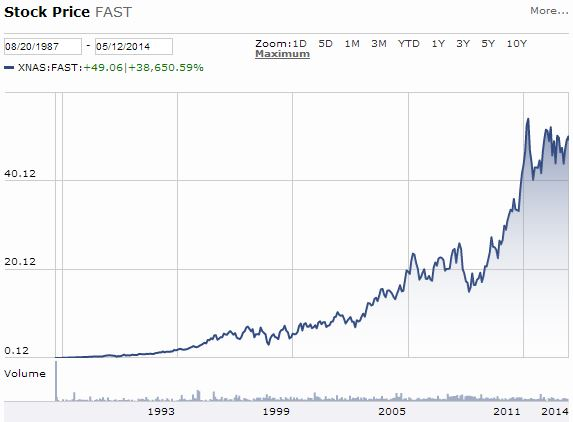 Stock Price FAST More...
08/20/1987 - 05/12/2014 Zoom: 1D 5D 1M 3M YTD 1Y 3Y 5Y 10Y
Maximum
XNAS:FAST:+49.06|+38,650.59%
40.12
20.12
0.12
Volume
1993 1999 2005 2011 2014